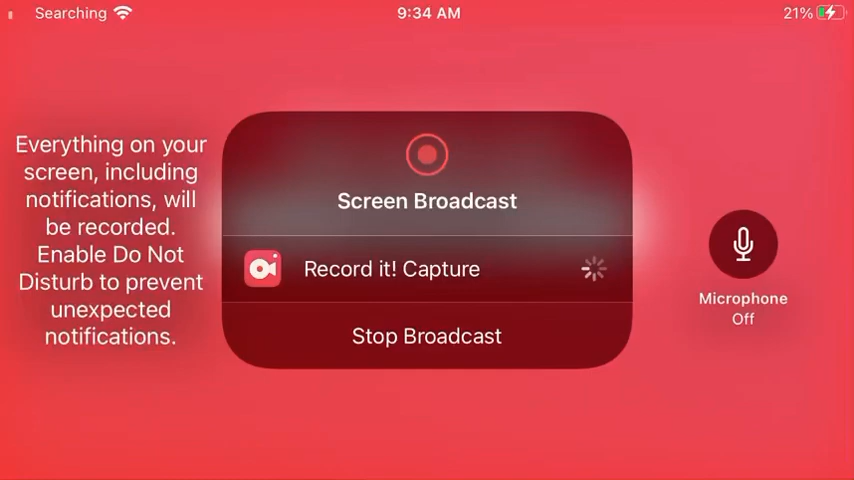 Searching
9:34 AM
21%
Everything on your
screen, including
notifications, will
be recorded.
Enable Do Not
Disturb to prevent
unexpected
notifications.
Screen Broadcast
Record it! Capture
Stop Broadcast
Microphone
Off